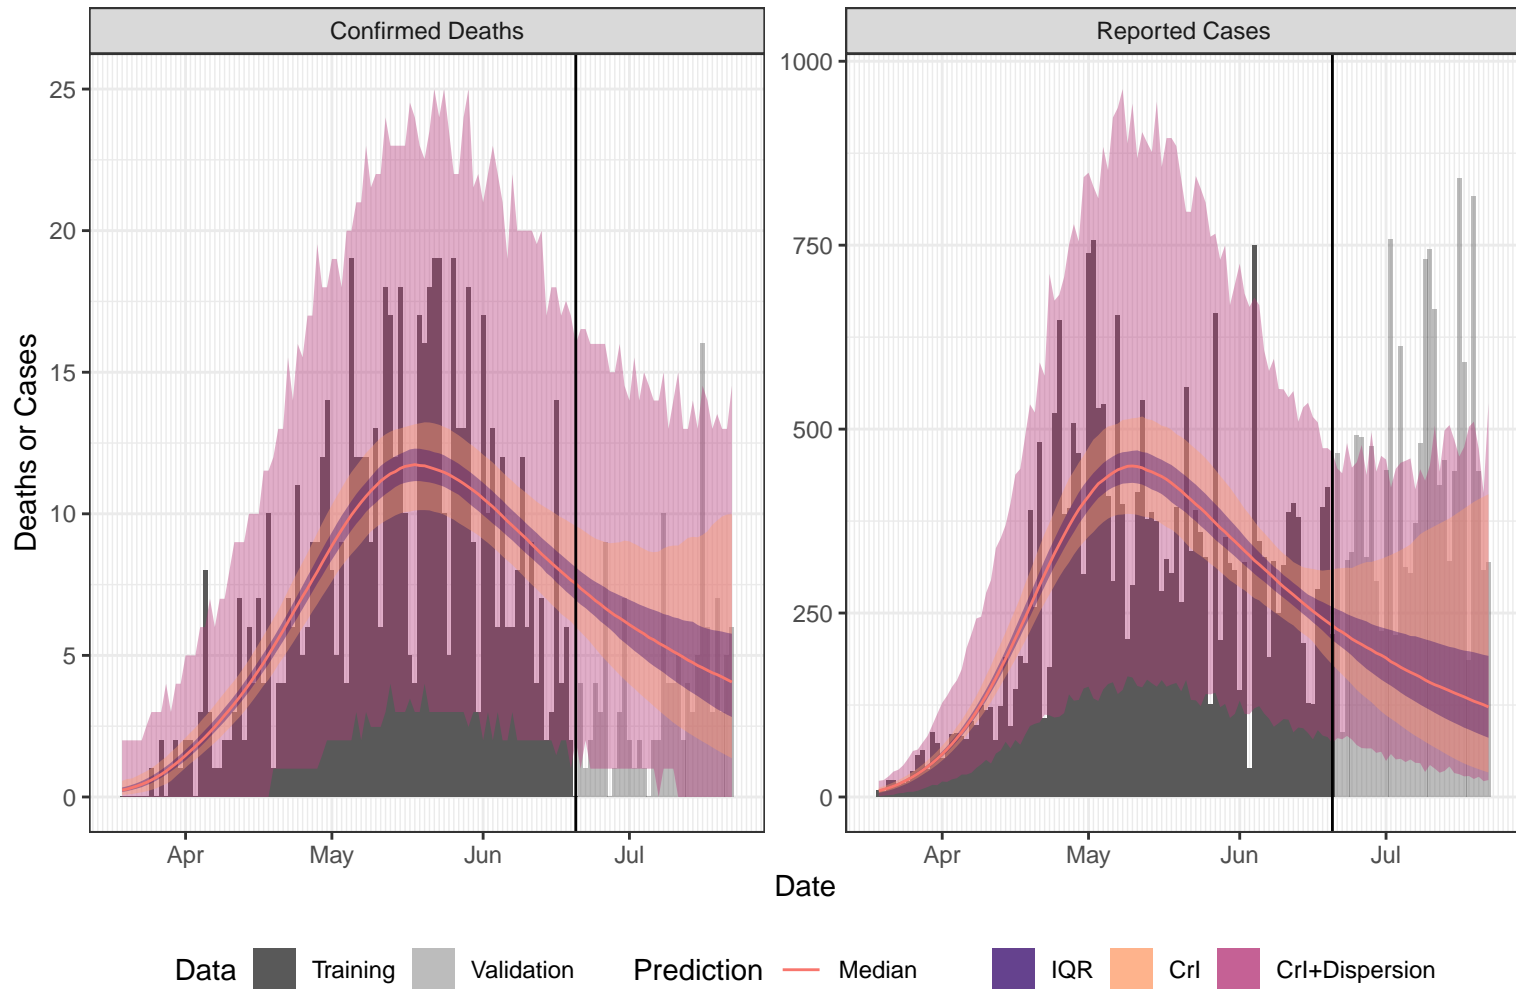 Confirmed Deaths
Reported Cases
Deaths or Cases
25
20
15
10
5
0
1000
750
500
250
0
Apr
May
Jun
Jul
Apr
May
Jun
Jul
Date
Data
Training
Validation
Prediction
Median
IQR
CrI
CrI+Dispersion